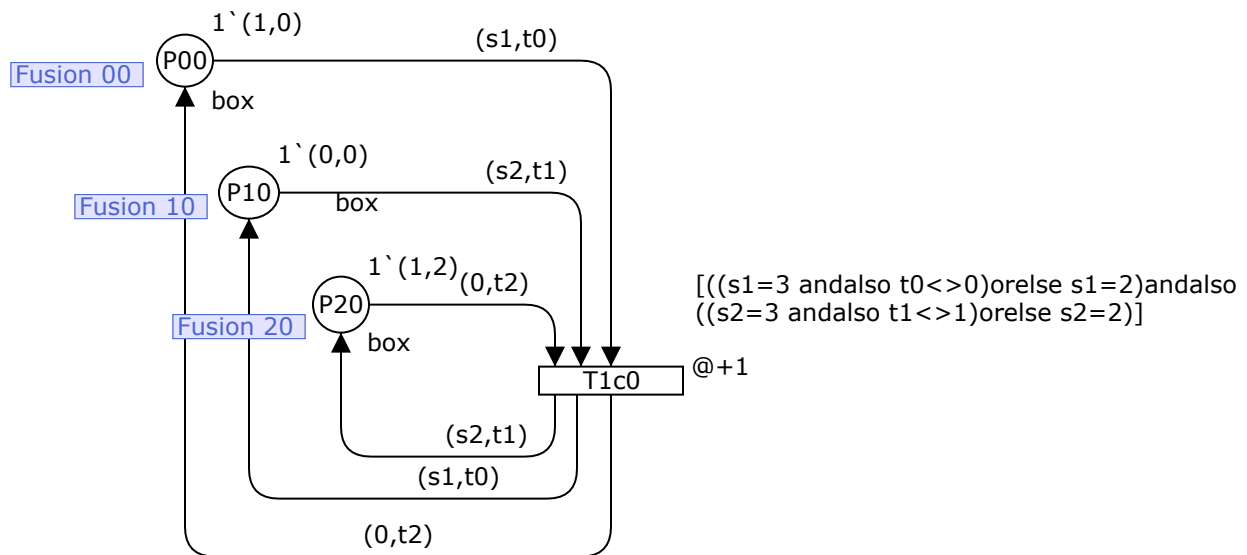 1`(1,0)
(s1,t0)
P00
Fusion 00
box
1`(0,0)
(s2,t1)
P10
box
Fusion 10
1`(1,2)
(0,t2)
P20
[((s1=3 andalso t0<>0)orelse s1=2)andalso
((s2=3 andalso t1<>1)orelse s2=2)]
Fusion 20
box
@+1
T1c0
(s2,t1)
(s1,t0)
(0,t2)